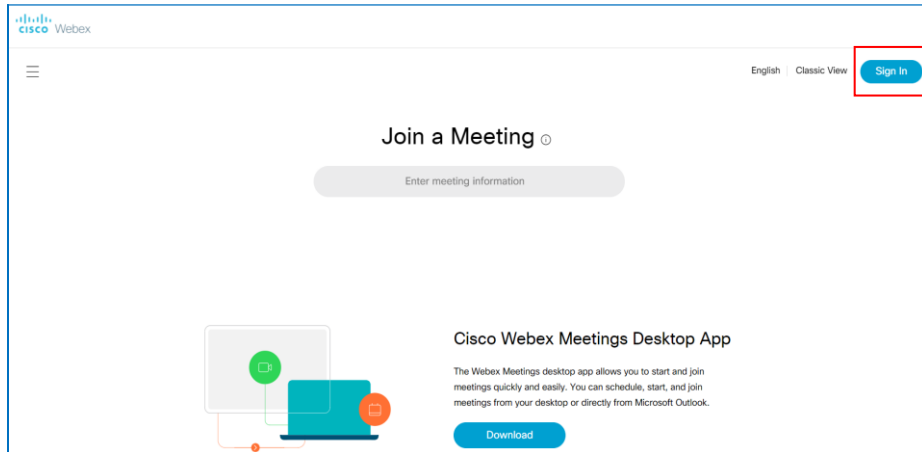 CISCO Webex
English | Classic View Sign In
Join a Meeting
Enter meeting information
Cisco Webex Meetings Desktop App
The Webex Meetings desktop app allows you to start and join
meetings quickly and easily. You can schedule, start, and join
meetings from your desktop or directly from Microsoft Outlook.
Download